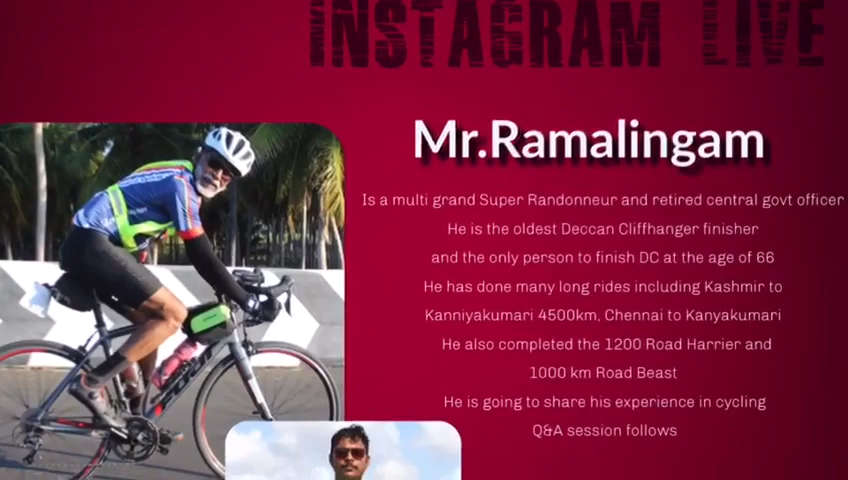 INSTAGRAM LIVE
Mr.Ramalingam
Is a multi grand Super Randonneur and retired central govt officer
He is the oldest Deccan Cliffhanger finisher
and the only person to finish DC at the age of 66
He has done many long rides including Kashmir to
Kanniyakumari 4500km, Chennai to Kanyakumari
He also completed the 1200 Road Harrier and
1000 km Road Beast
He is going to share his experience in cycling
Q&A session follows